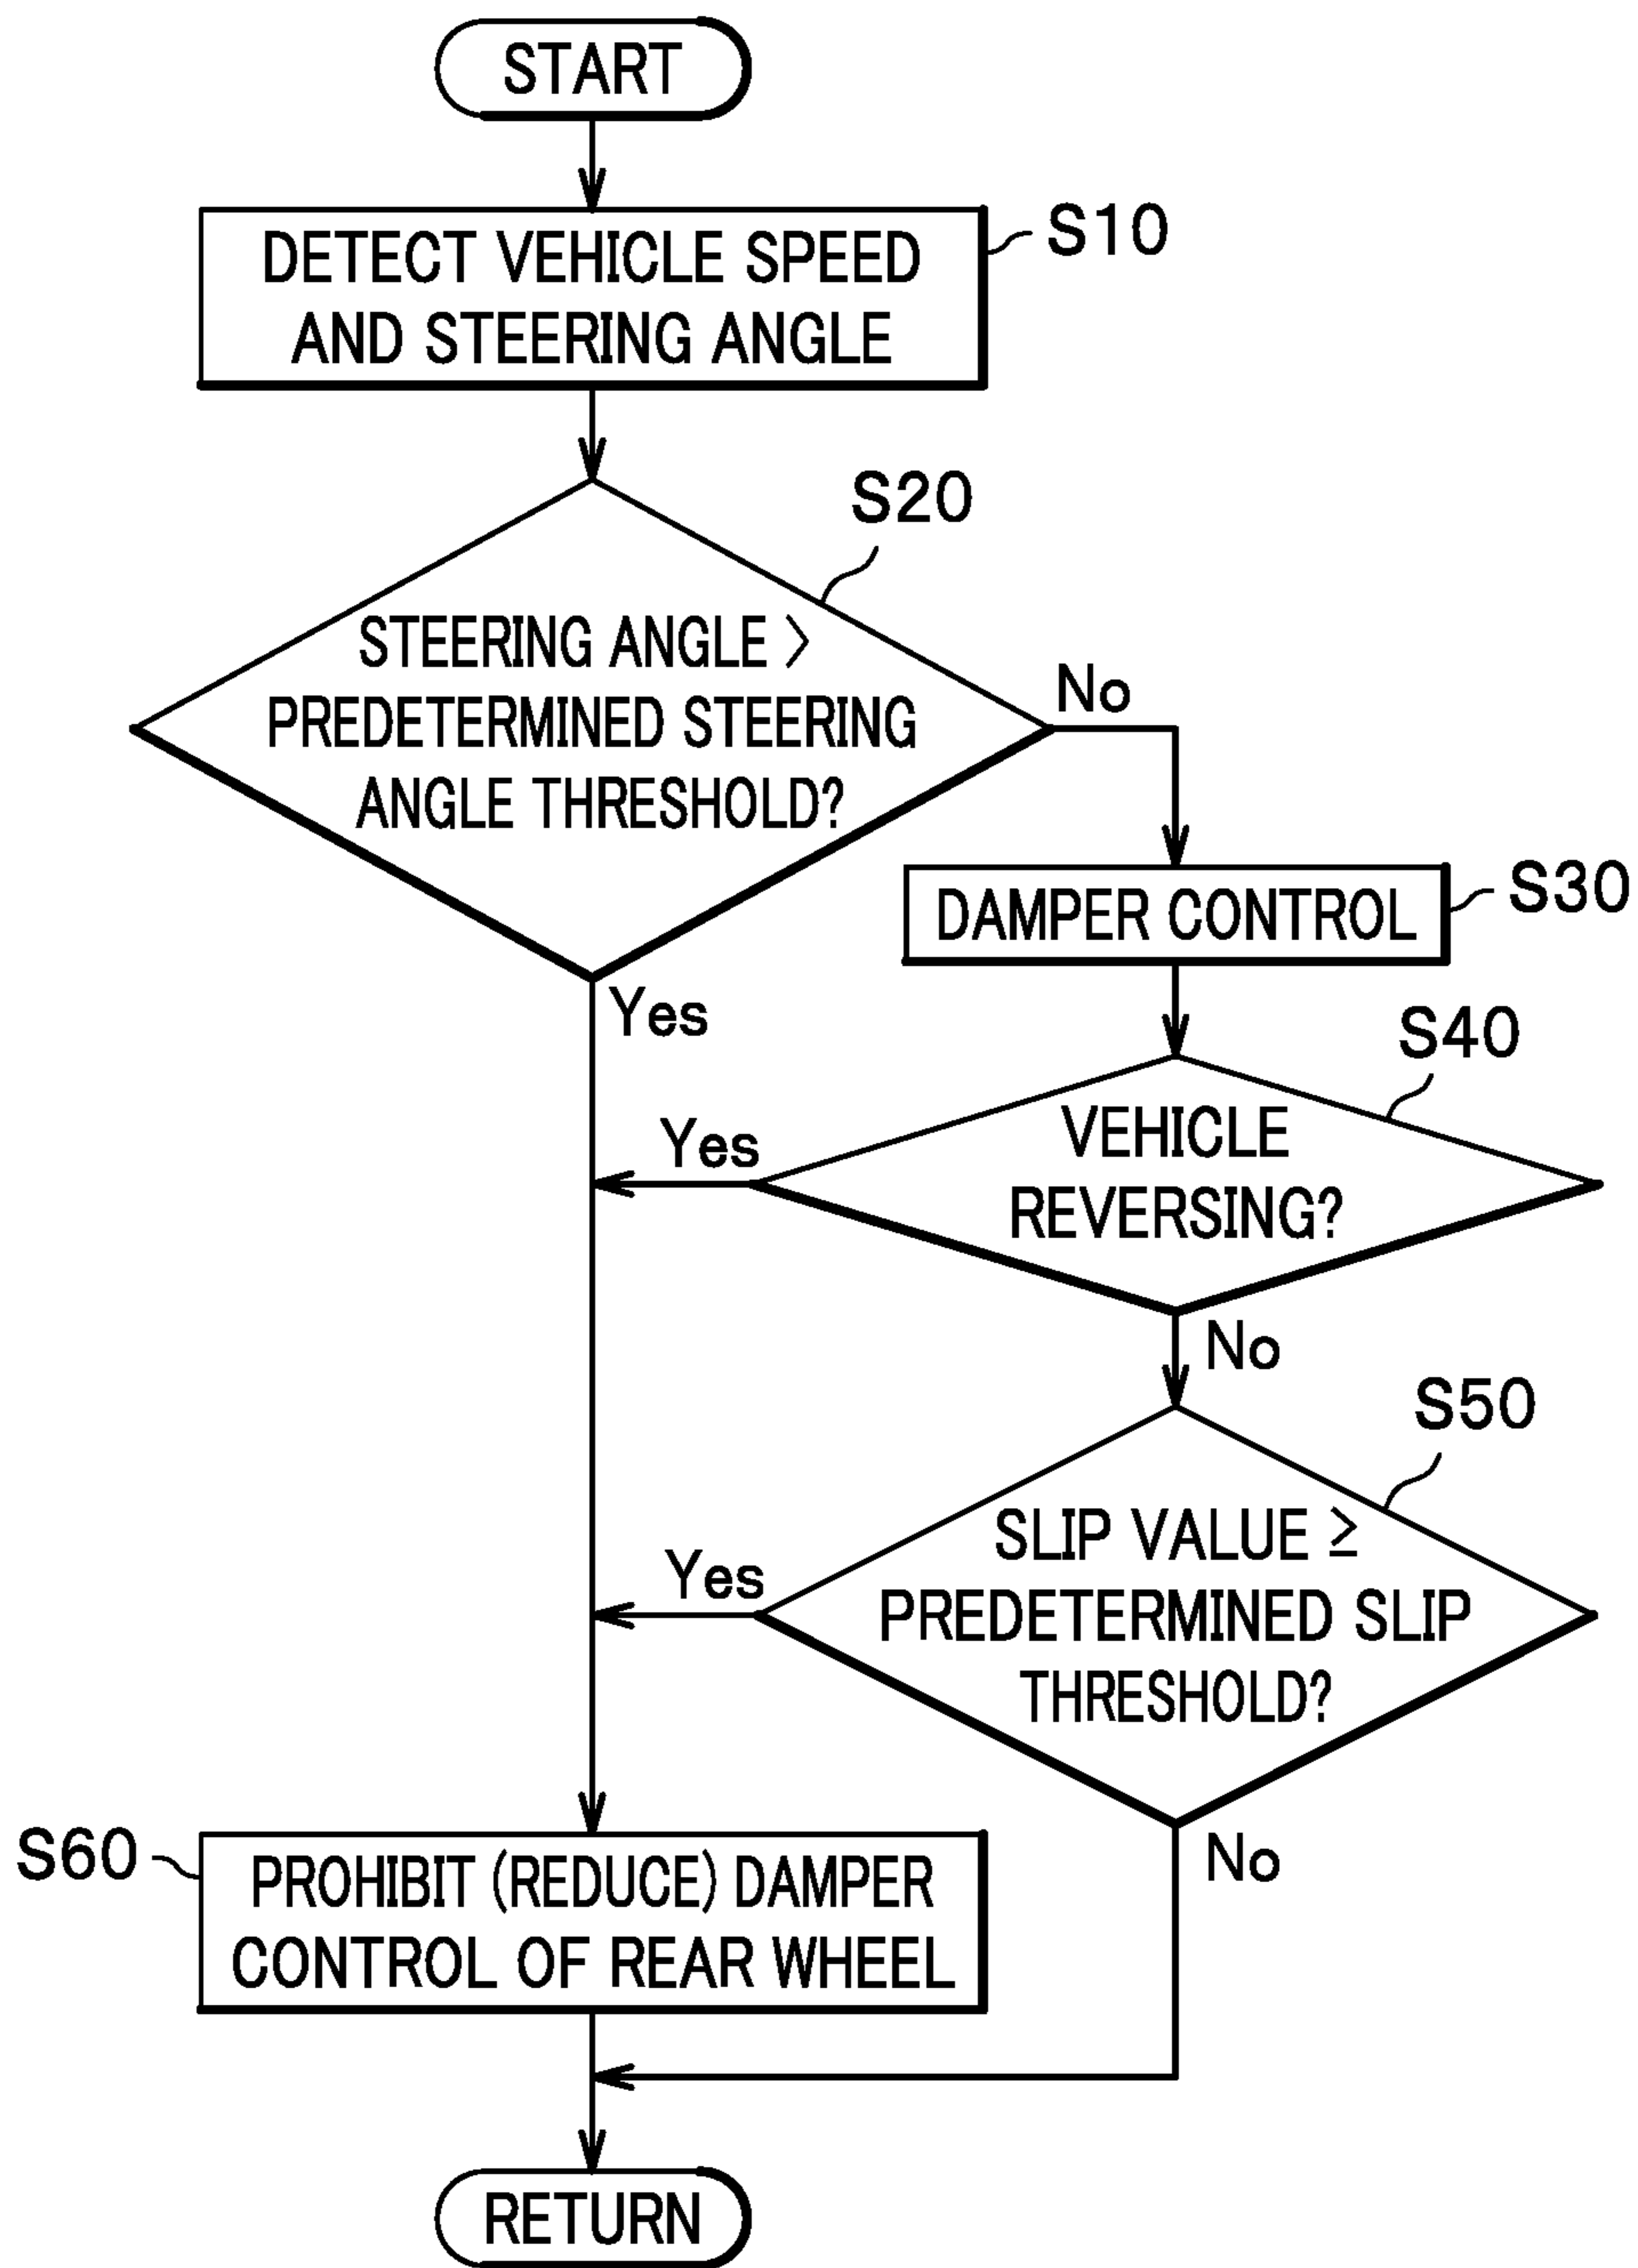 START
DETECT VEHICLE SPEED
AND STEERING ANGLE
S10
S20
STEERING ANGLE >
PREDETERMINED STEERING
ANGLE THRESHOLD?
No
Yes
DAMPER CONTROL
S30
S40
VEHICLE
REVERSING?
Yes
No
S50
SLIP VALUE ≥
PREDETERMINED SLIP
THRESHOLD?
Yes
No
S60
PROHIBIT (REDUCE) DAMPER
CONTROL OF REAR WHEEL
RETURN